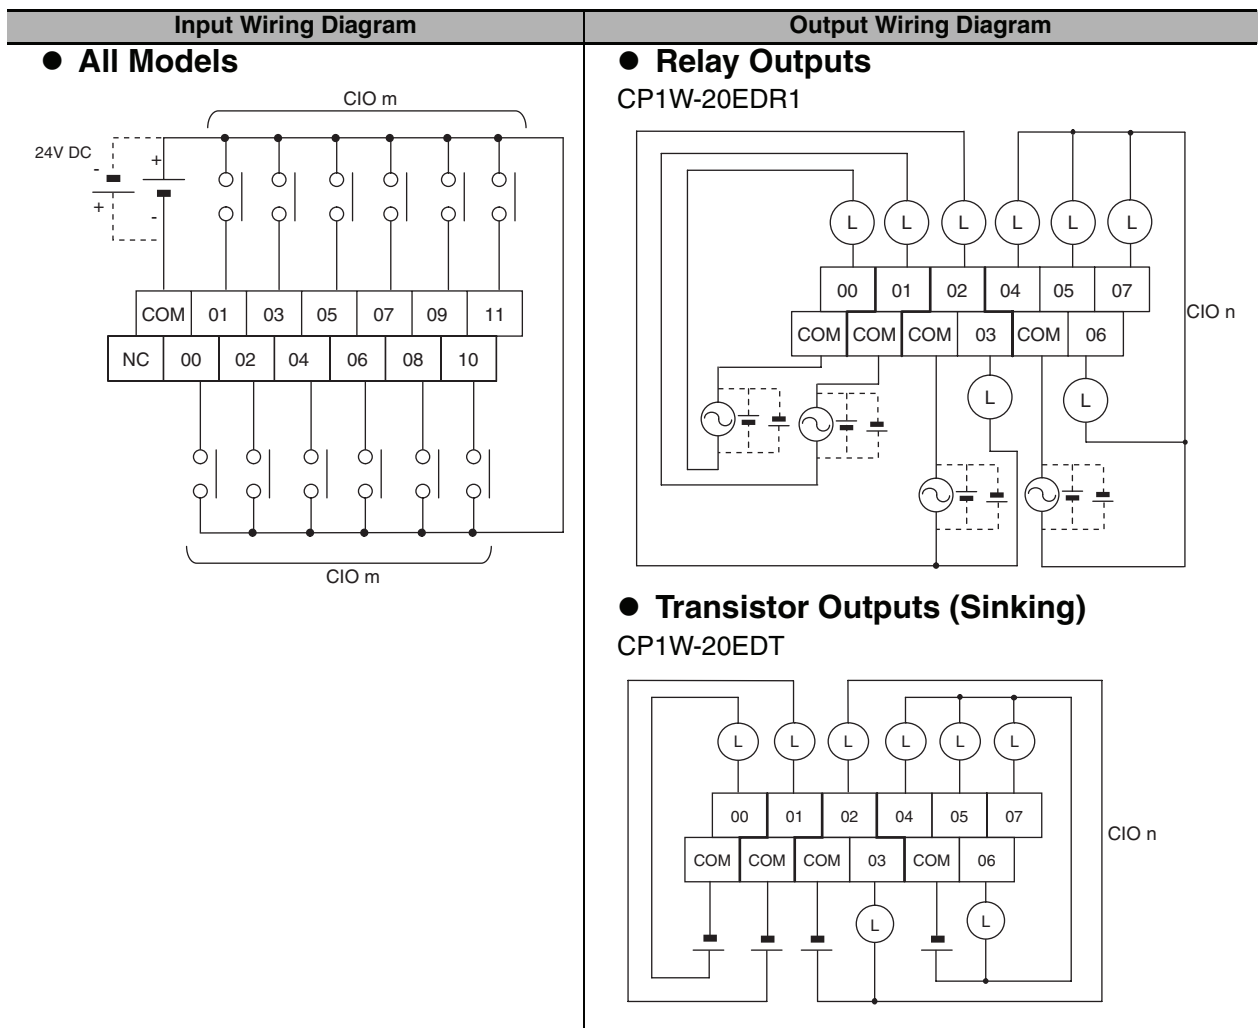 Input Wiring Diagram
Output Wiring Diagram
● All Models
CIO m
24V DC
-
+
+
-
COM 01 03 05 07 09 11
NC 00 02 04 06 08 10
CIO m
● Relay Outputs
CP1W-20EDR1
L L L L L L
00 01 02 04 05 07
CIO n
COM COM COM 03 COM 06
L L
● Transistor Outputs (Sinking)
CP1W-20EDT
L L L L L L
00 01 02 04 05 07
CIO n
COM COM COM 03 COM 06
L L